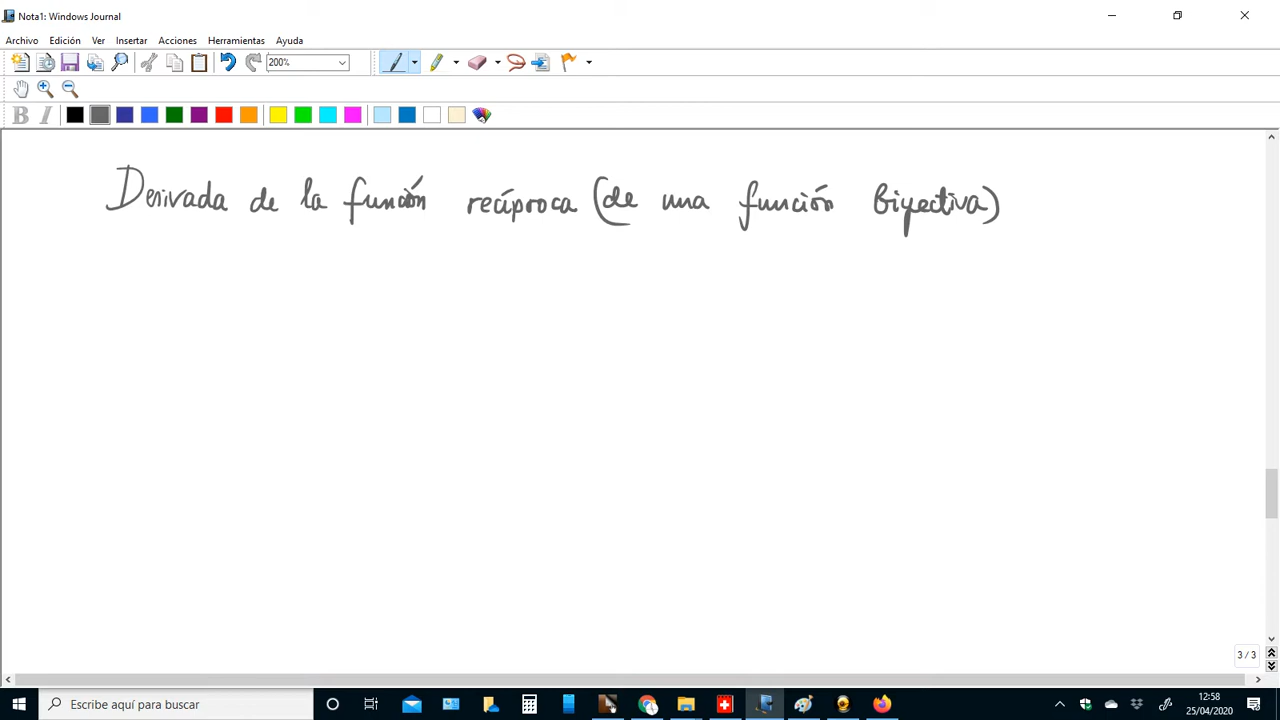 Nota1: Windows Journal
Archivo Edición Ver Insertar Acciones Herramientas Ayuda
200%
B I
Derivada de la función recíproca (de una función biyectiva)
3 / 3
Escribe aquí para buscar
12:58
25/04/2020